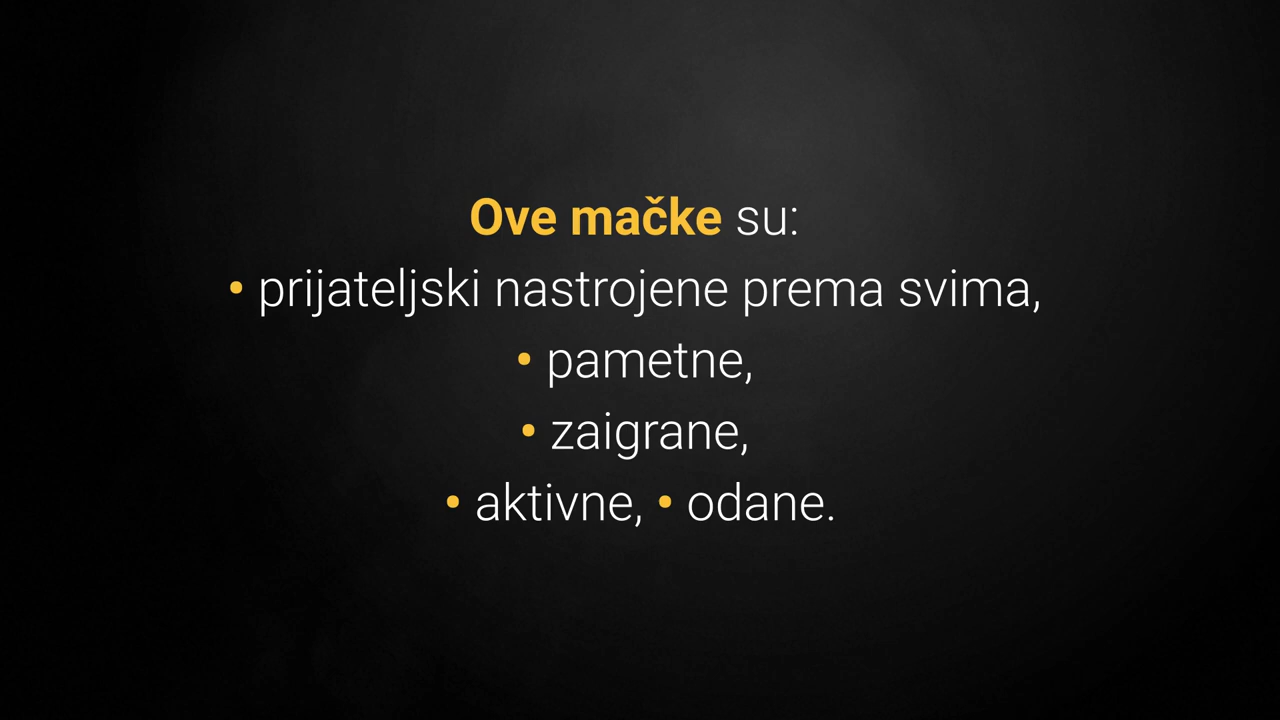 Ove mačke su:
• prijateljski nastrojene prema svima,
• pametne,
• zaigrane,
• aktivne, • odane.